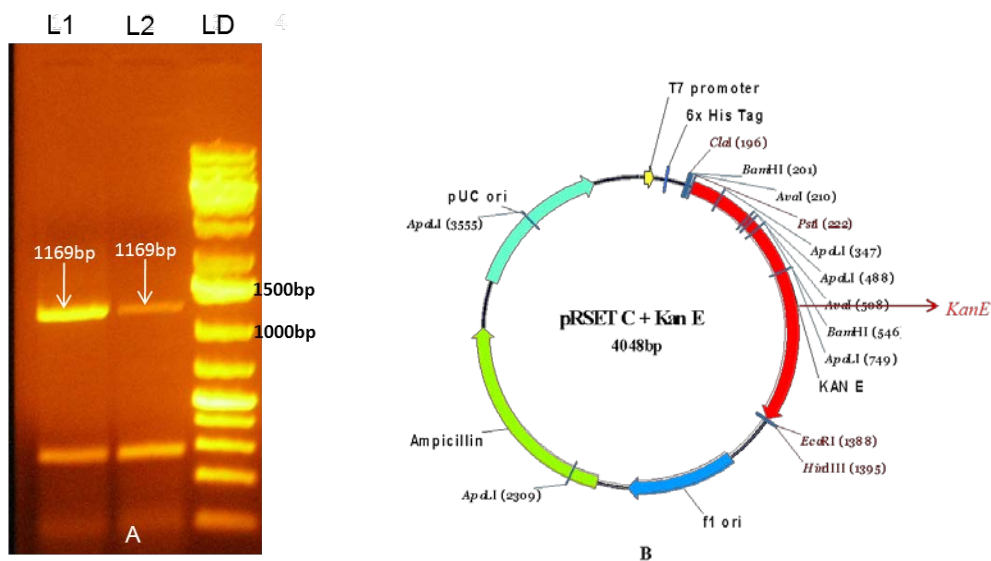 L1 L2 LD 4
1169bp
1169bp
1500bp
1000bp
A
T7 promoter
6x His Tag
ClaI (196)
BamHI (201)
AvaI (210)
PstI (222)
ApaLI (347)
ApaLI (488)
AvaI (508)
KanE
BamHI (546)
ApaLI (749)
KAN E
EcoRI (1388)
HindIII (1395)
f1 ori
ApaLI (2309)
Ampicillin
ApaLI (3555)
pUC ori
pRSET C + Kan E
4048bp
B